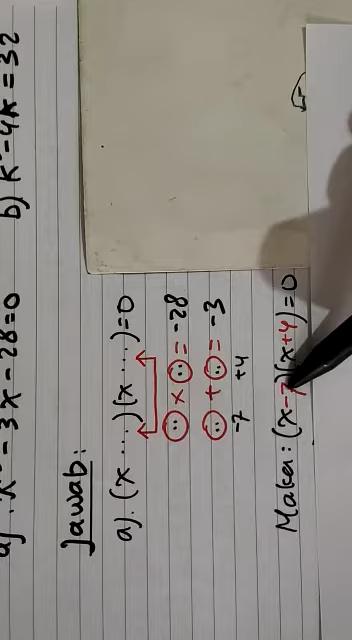 a). x² - 3x - 28 = 0 b) k² - 4k = 32
Jawab:
a). (x ...)(x ...) = 0
.. × .. = -28
.. + .. = -3
-7 +4
Maka: (x-7)(x+4) = 0